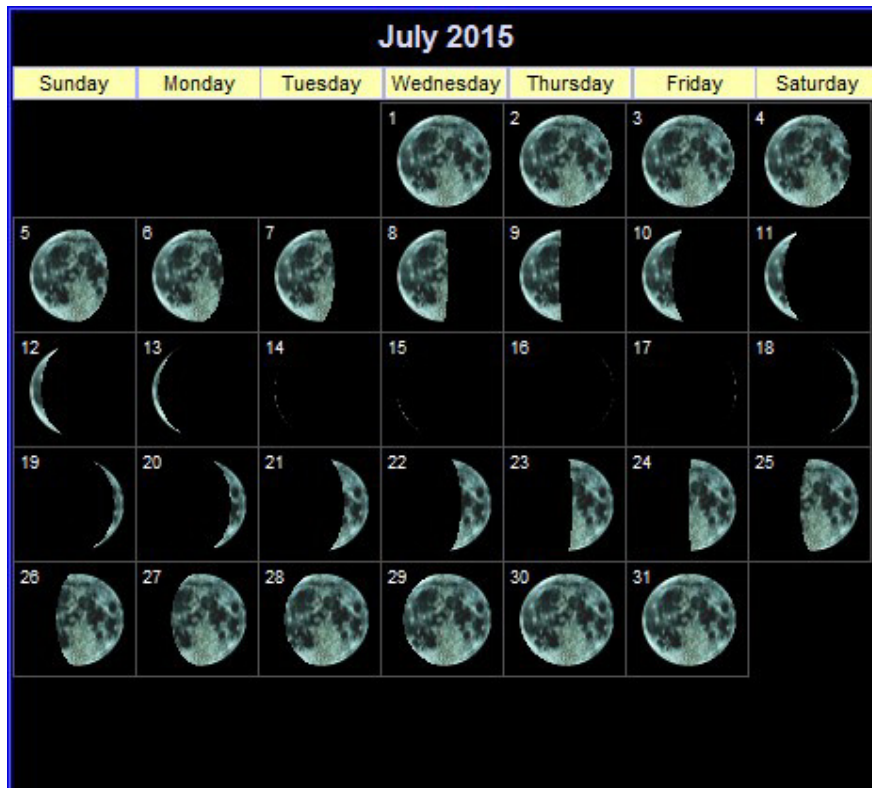 July 2015
Sunday Monday Tuesday Wednesday Thursday Friday Saturday
1 2 3 4
5 6 7 8 9 10 11
12 13 14 15 16 17 18
19 20 21 22 23 24 25
26 27 28 29 30 31